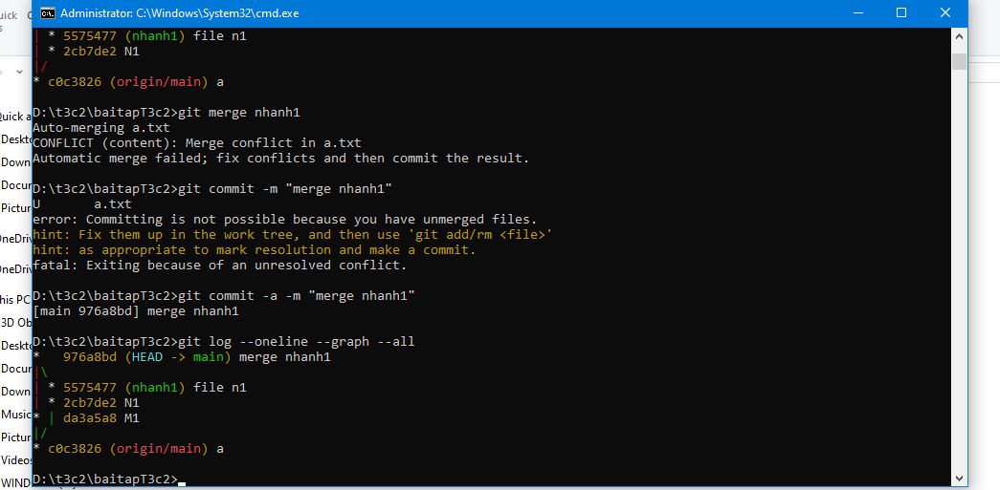 Administrator: C:\Windows\System32\cmd.exe
| * 5575477 (nhanh1) file n1
| * 2cb7de2 N1
|/
* c0c3826 (origin/main) a
D:\t3c2\baitapT3c2>git merge nhanh1
Auto-merging a.txt
CONFLICT (content): Merge conflict in a.txt
Automatic merge failed; fix conflicts and then commit the result.
D:\t3c2\baitapT3c2>git commit -m "merge nhanh1"
U       a.txt
error: Committing is not possible because you have unmerged files.
hint: Fix them up in the work tree, and then use 'git add/rm <file>'
hint: as appropriate to mark resolution and make a commit.
fatal: Exiting because of an unresolved conflict.
D:\t3c2\baitapT3c2>git commit -a -m "merge nhanh1"
[main 976a8bd] merge nhanh1
D:\t3c2\baitapT3c2>git log --oneline --graph --all
*   976a8bd (HEAD -> main) merge nhanh1
|\
| * 5575477 (nhanh1) file n1
| * 2cb7de2 N1
* | da3a5a8 M1
|/
* c0c3826 (origin/main) a
D:\t3c2\baitapT3c2>
uick
Quick a
Deskt
Down
Docur
Pictur
OneDriv
OneDriv
his PC
3D Ob
Deskt
Docur
Down
Music
Pictur
Videos
WIND